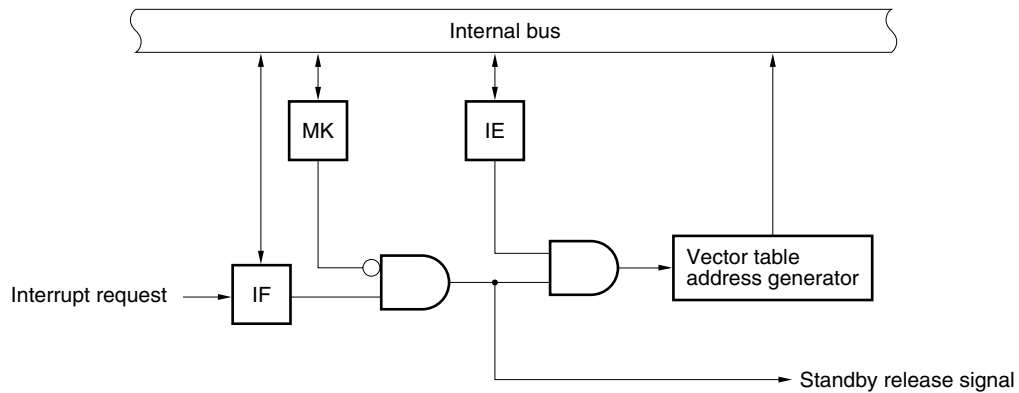 Internal bus
MK
IE
Vector table
address generator
Interrupt request
IF
Standby release signal